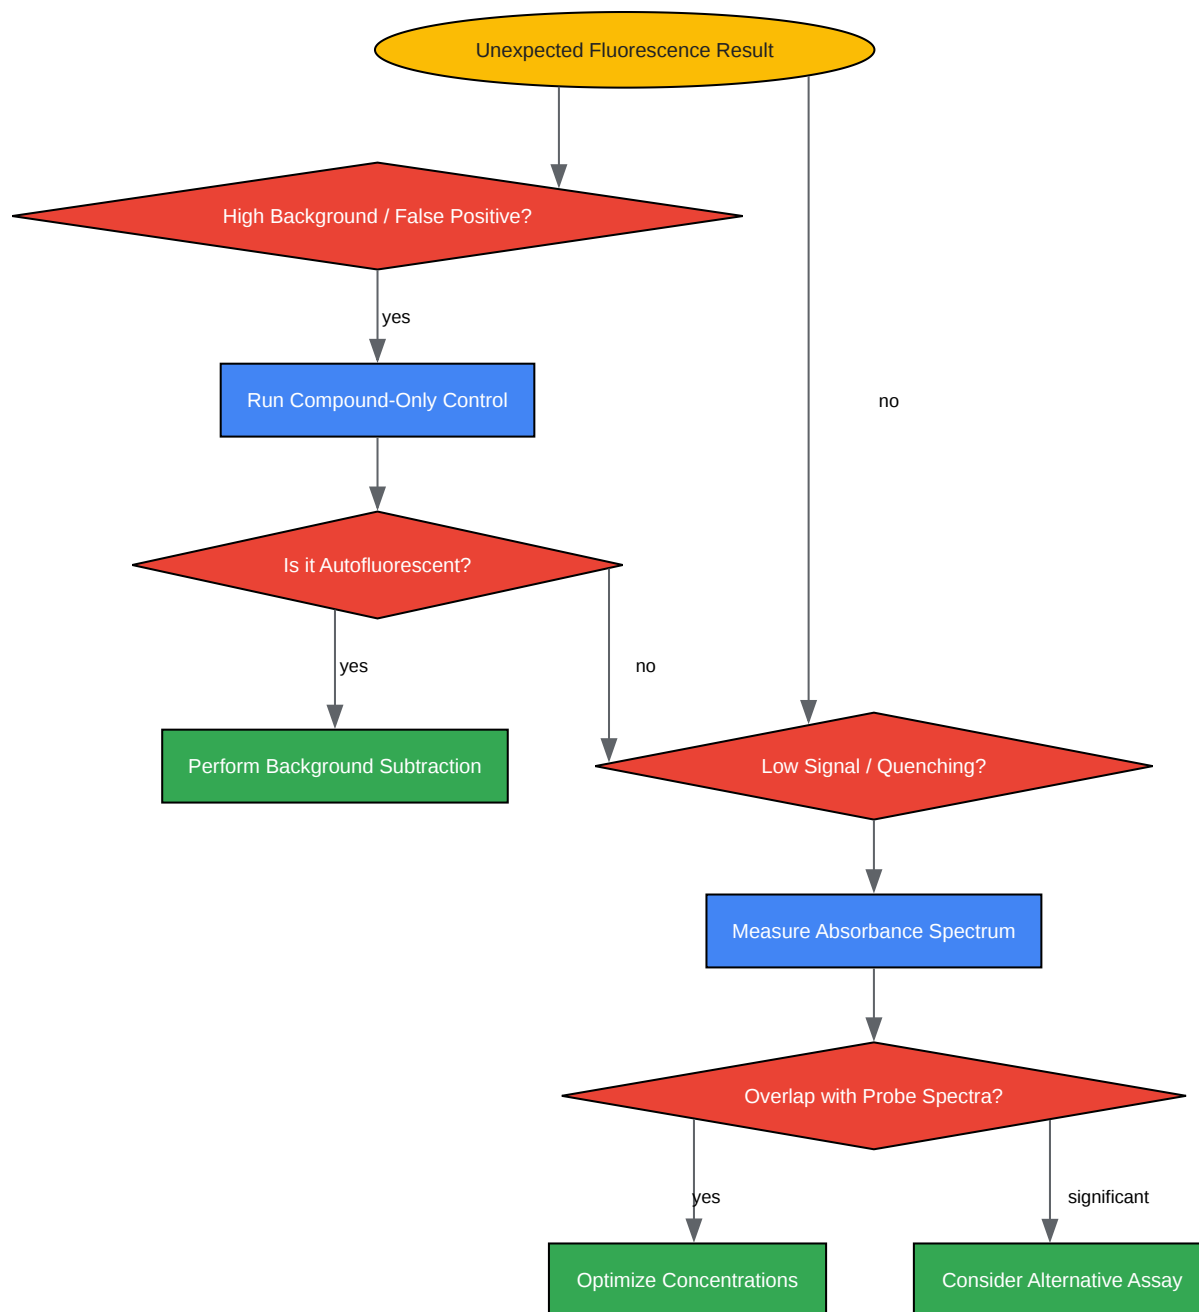 Unexpected Fluorescence Result
High Background / False Positive?
yes
Run Compound-Only Control
no
Is it Autofluorescent?
yes
no
Perform Background Subtraction
Low Signal / Quenching?
Measure Absorbance Spectrum
Overlap with Probe Spectra?
yes
significant
Optimize Concentrations
Consider Alternative Assay